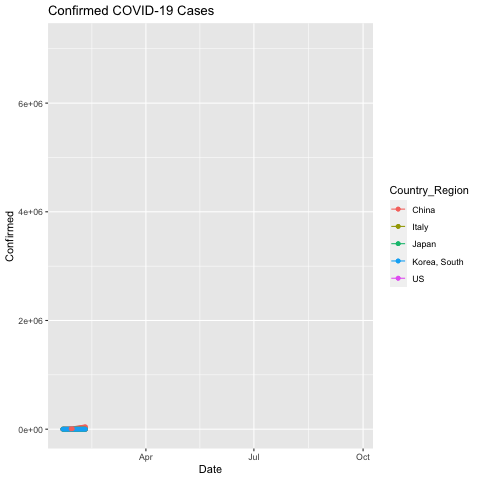 Confirmed COVID-19 Cases
6e+06
4e+06
2e+06
0e+00
Confirmed
Apr
Jul
Oct
Date
Country_Region
China
Italy
Japan
Korea, South
US